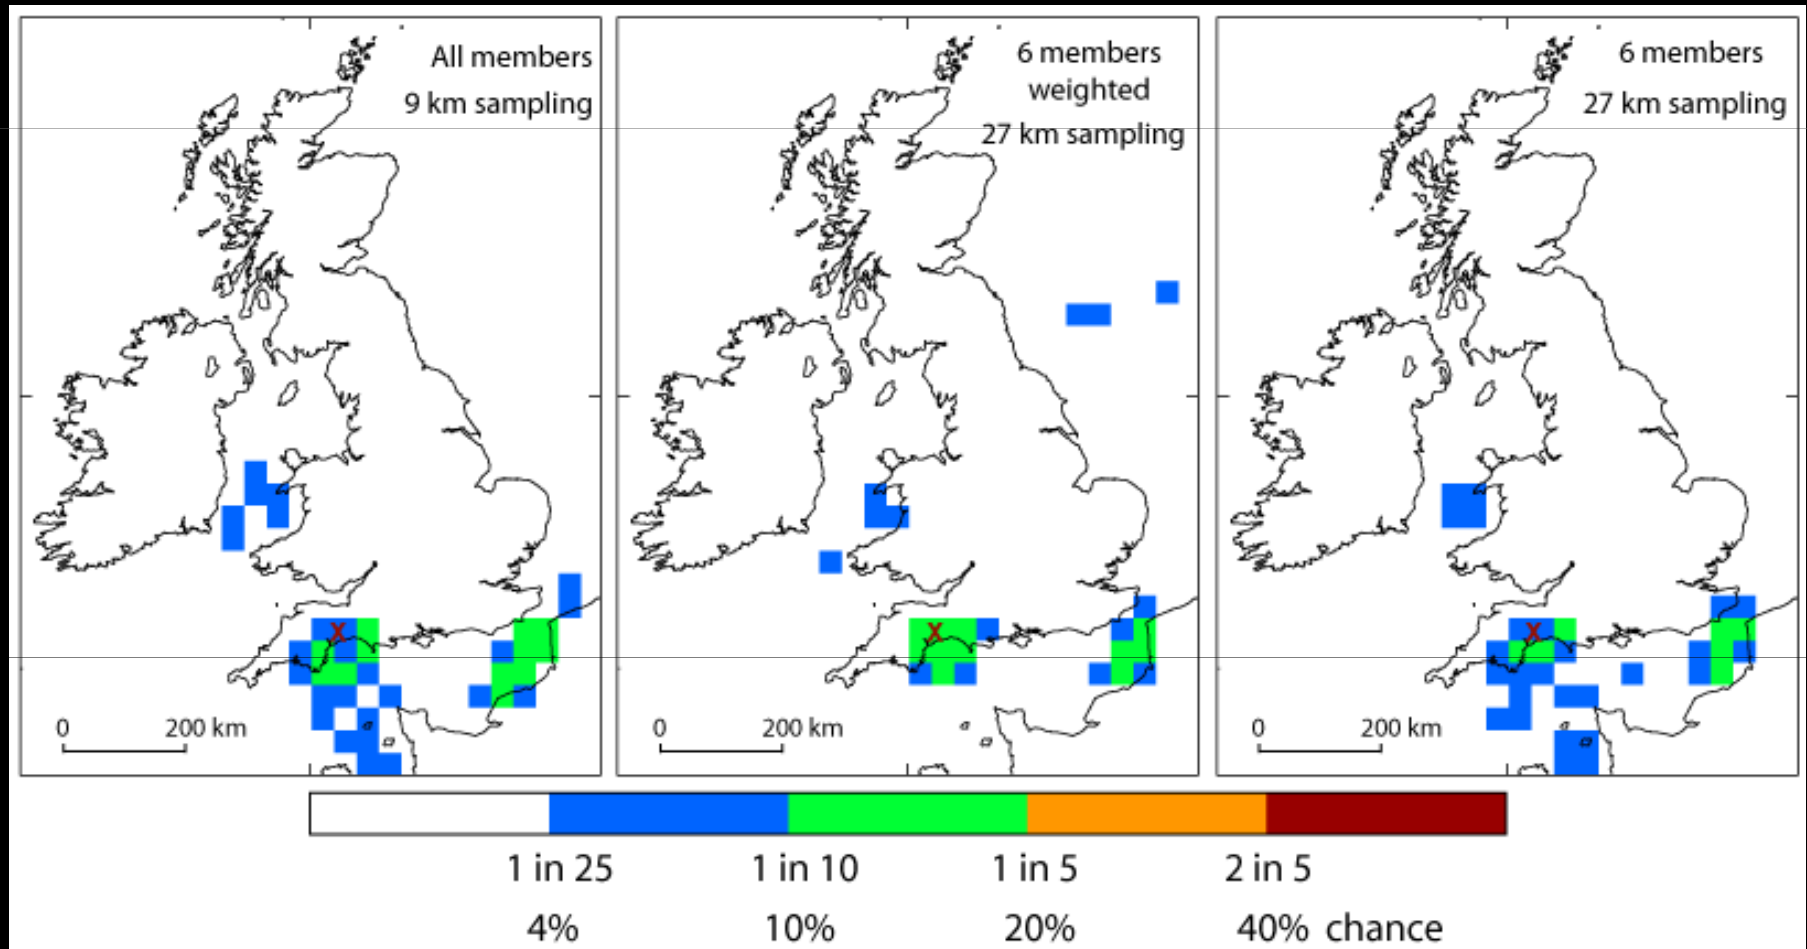 All members
9 km sampling
6 members
weighted
27 km sampling
6 members
27 km sampling
X
X
X
0 200 km
0 200 km
0 200 km
1 in 25 1 in 10 1 in 5 2 in 5
4% 10% 20% 40% chance